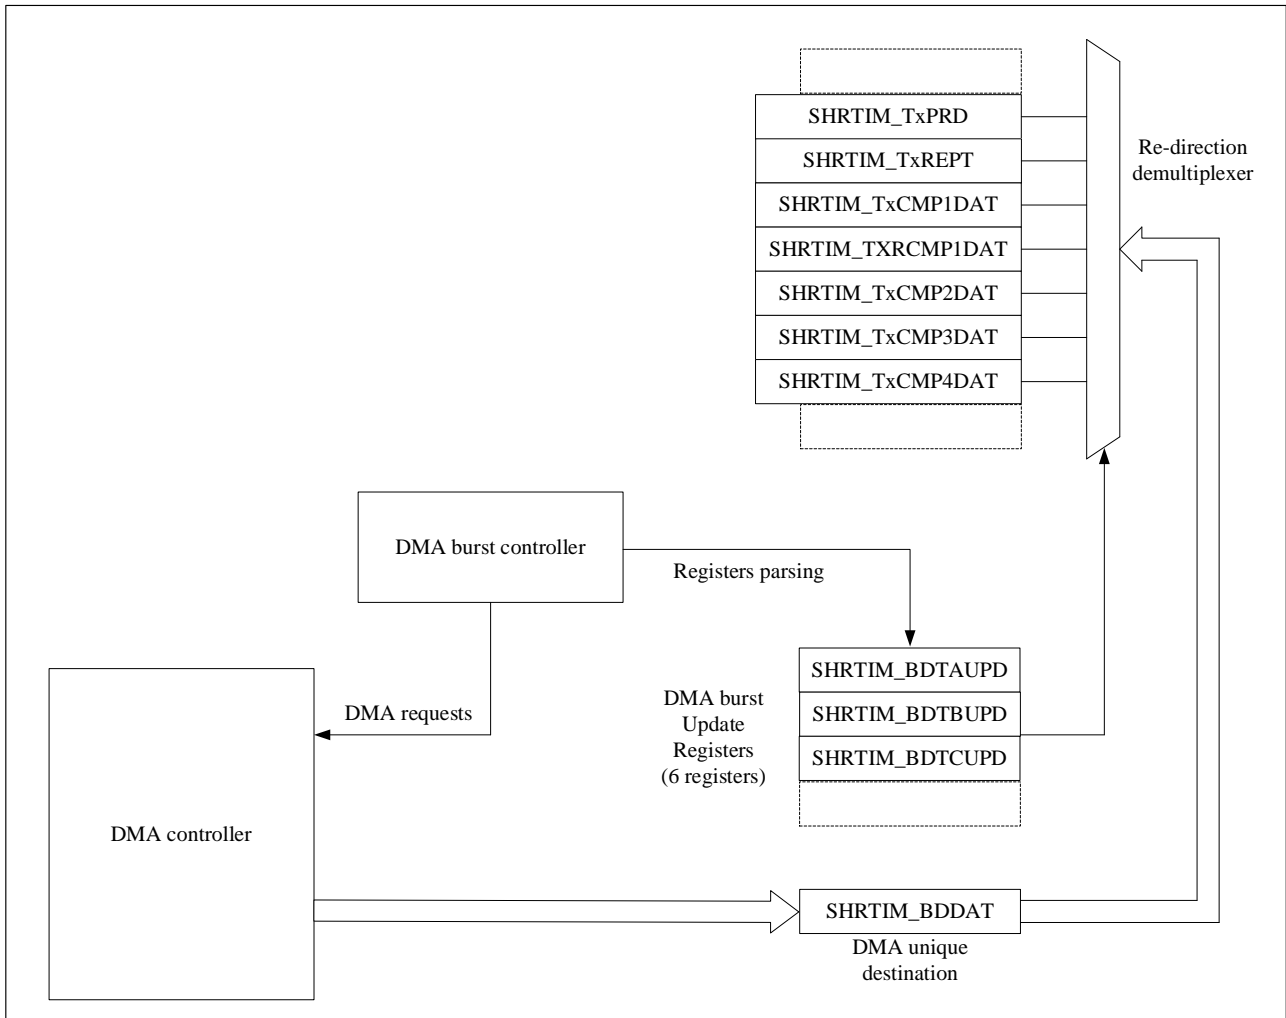 SHRTIM_TxPRD
SHRTIM_TxREPT
SHRTIM_TxCMP1DAT
SHRTIM_TXRCMP1DAT
SHRTIM_TxCMP2DAT
SHRTIM_TxCMP3DAT
SHRTIM_TxCMP4DAT
Re-direction
demultiplexer
DMA burst controller
Registers parsing
DMA requests
DMA burst
Update
Registers
(6 registers)
SHRTIM_BDTAUPD
SHRTIM_BDTBUPD
SHRTIM_BDTCUPD
DMA controller
SHRTIM_BDDAT
DMA unique
destination